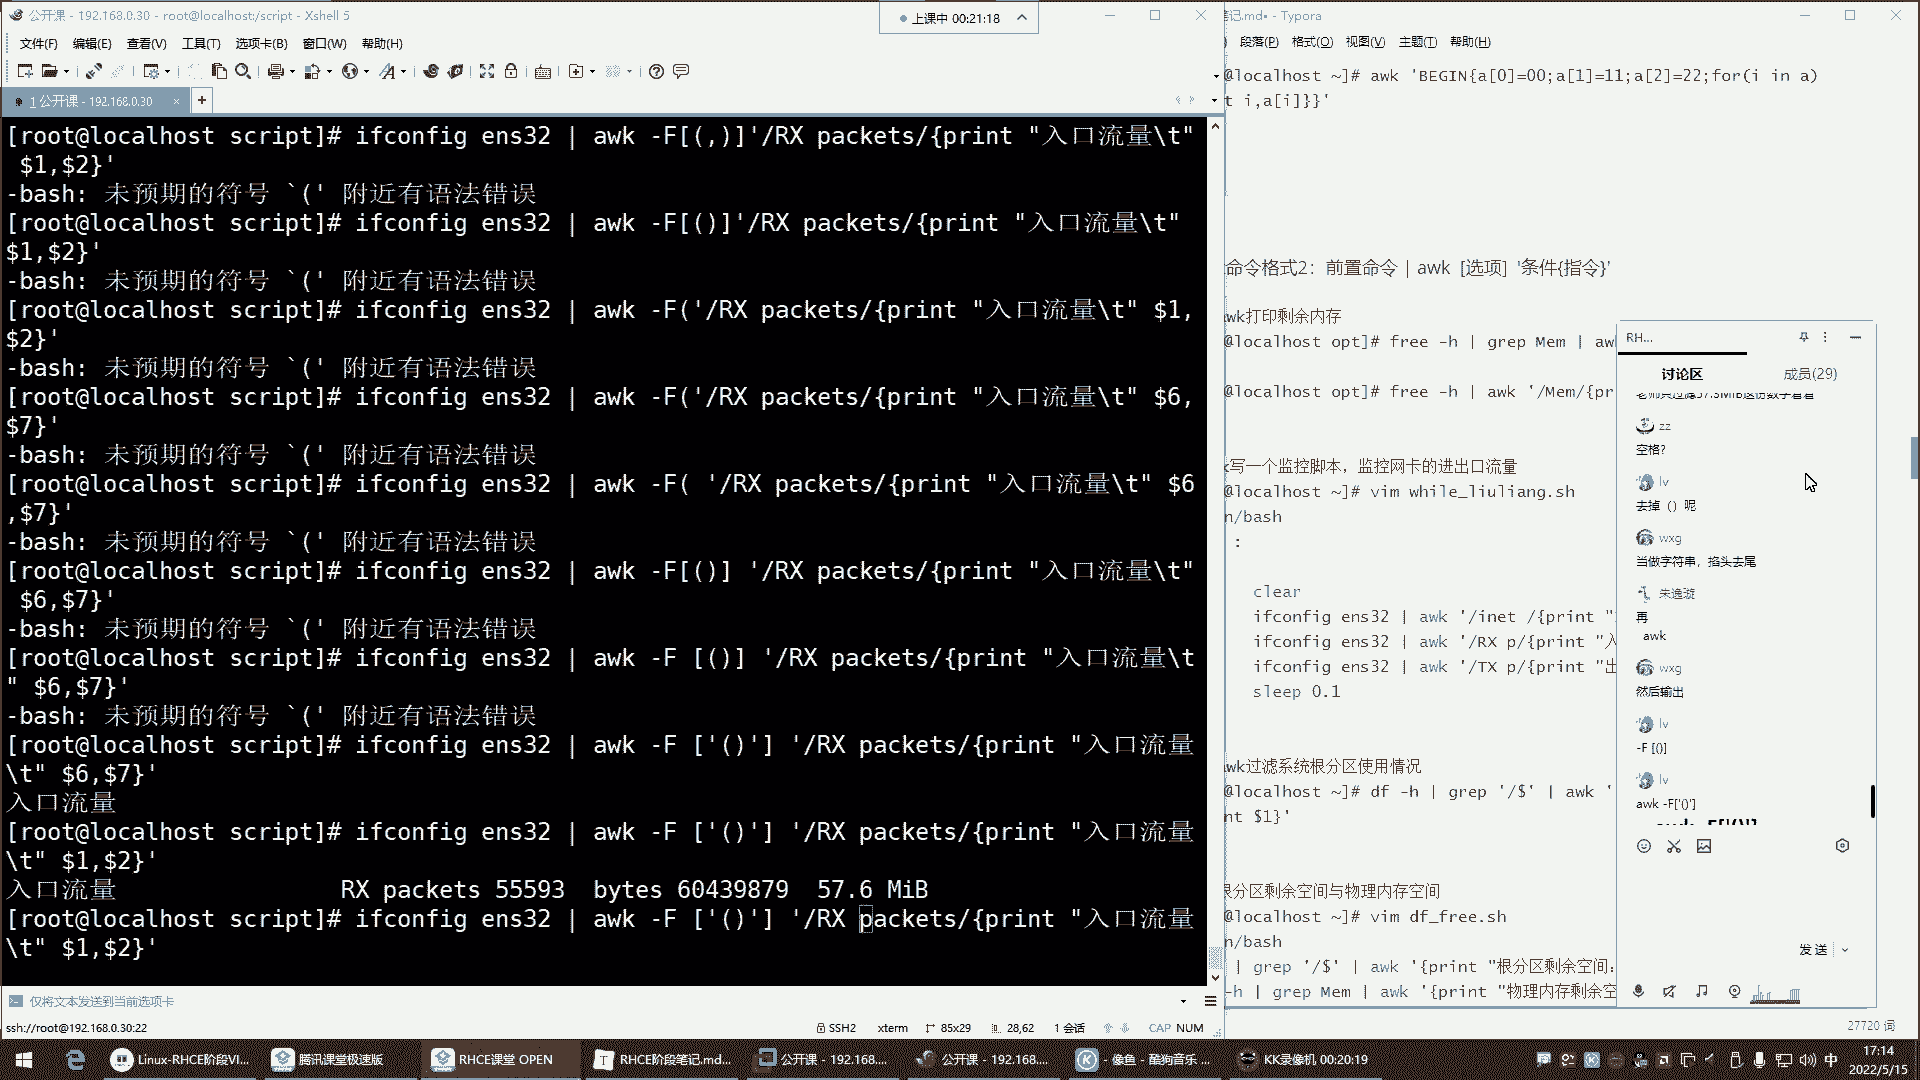 公开课 - 192.168.0.30 - root@localhost:/script - Xshell 5
上课中 00:21:18
文件(F) 编辑(E) 查看(V) 工具(T) 选项卡(B) 窗口(W) 帮助(H)
1 公开课 - 192.168.0.30
[root@localhost script]# ifconfig ens32 | awk -F[(,)]'/RX packets/{print "入口流量\t"
 $1,$2}'
-bash: 未预期的符号 `(' 附近有语法错误
[root@localhost script]# ifconfig ens32 | awk -F[()]'/RX packets/{print "入口流量\t"
$1,$2}'
-bash: 未预期的符号 `(' 附近有语法错误
[root@localhost script]# ifconfig ens32 | awk -F('/RX packets/{print "入口流量\t" $1,
$2}'
-bash: 未预期的符号 `(' 附近有语法错误
[root@localhost script]# ifconfig ens32 | awk -F('/RX packets/{print "入口流量\t" $6,
$7}'
-bash: 未预期的符号 `(' 附近有语法错误
[root@localhost script]# ifconfig ens32 | awk -F( '/RX packets/{print "入口流量\t" $6
,$7}'
-bash: 未预期的符号 `(' 附近有语法错误
[root@localhost script]# ifconfig ens32 | awk -F[()] '/RX packets/{print "入口流量\t"
 $6,$7}'
-bash: 未预期的符号 `(' 附近有语法错误
[root@localhost script]# ifconfig ens32 | awk -F [()] '/RX packets/{print "入口流量\t
" $6,$7}'
-bash: 未预期的符号 `(' 附近有语法错误
[root@localhost script]# ifconfig ens32 | awk -F ['()'] '/RX packets/{print "入口流量
\t" $6,$7}'
入口流量
[root@localhost script]# ifconfig ens32 | awk -F ['()'] '/RX packets/{print "入口流量
\t" $1,$2}'
入口流量 RX packets 55593 bytes 60439879 57.6 MiB
[root@localhost script]# ifconfig ens32 | awk -F ['()'] '/RX packets/{print "入口流量
\t" $1,$2}'
仅将文本发送到当前选项卡
ssh://root@192.168.0.30:22 SSH2 xterm 85x29 28,62 1 会话 CAP NUM
笔记.md• - Typora
段落(P) 格式(O) 视图(V) 主题(T) 帮助(H)
@localhost ~]# awk 'BEGIN{a[0]=00;a[1]=11;a[2]=22;for(i in a)
t i,a[i]}}'
命令格式2：前置命令 | awk [选项] '条件{指令}'
awk打印剩余内存
@localhost opt]# free -h | grep Mem | aw
@localhost opt]# free -h | awk '/Mem/{pr
写一个监控脚本，监控网卡的进出口流量
@localhost ~]# vim while_liuliang.sh
n/bash
:
clear
ifconfig ens32 | awk '/inet /{print "
ifconfig ens32 | awk '/RX p/{print "入
ifconfig ens32 | awk '/TX p/{print "出
sleep 0.1
awk过滤系统根分区使用情况
@localhost ~]# df -h | grep '/$' | awk '
nt $1}'
根分区剩余空间与物理内存空间
@localhost ~]# vim df_free.sh
n/bash
| grep '/$' | awk '{print "根分区剩余空间:
-h | grep Mem | awk '{print "物理内存剩余空
27720 词
RH...
讨论区 成员(29)
老师只过滤57.3MiB这份数字看看
zz
空格?
lv
去掉（）呢
wxg
当做字符串，掐头去尾
朱逸漩
再
awk
wxg
然后输出
lv
-F [()]
lv
awk -F['()']
awk -F['()']
发送
Linux-RHCE阶段VI...
腾讯课堂极速版
RHCE课堂 OPEN
RHCE阶段笔记.md...
公开课 - 192.168....
公开课 - 192.168....
- 像鱼 - 酷狗音乐 ...
KK录像机 00:20:19
中
17:14
2022/5/15